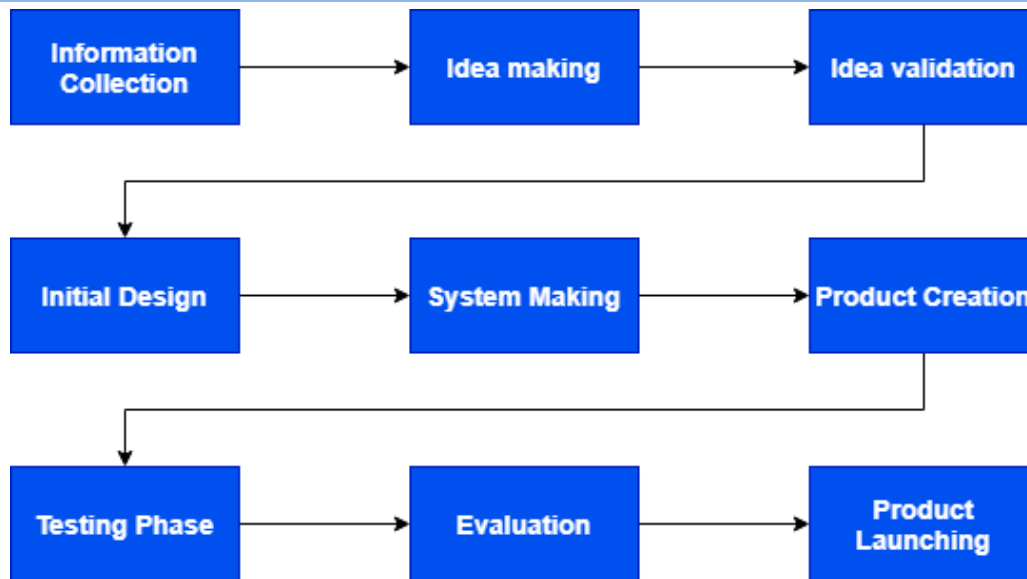 Information
Collection
Idea making
Idea validation
Initial Design
System Making
Product Creation
Testing Phase
Evaluation
Product
Launching